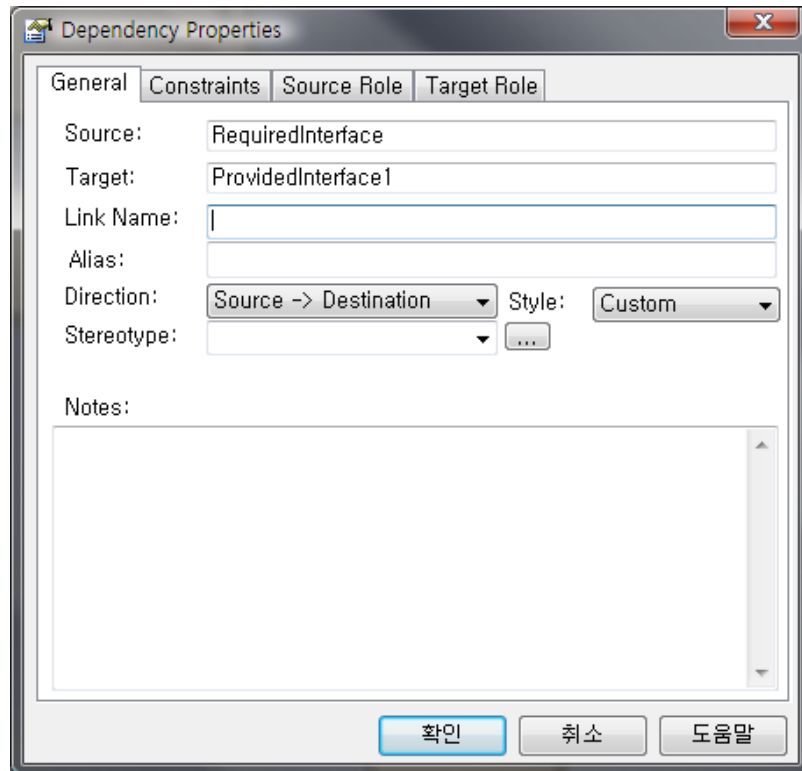 Dependency Properties
General Constraints Source Role Target Role
Source: RequiredInterface
Target: ProvidedInterface1
Link Name:
Alias:
Direction: Source -> Destination Style: Custom
Stereotype: ...
Notes:
확인 취소 도움말